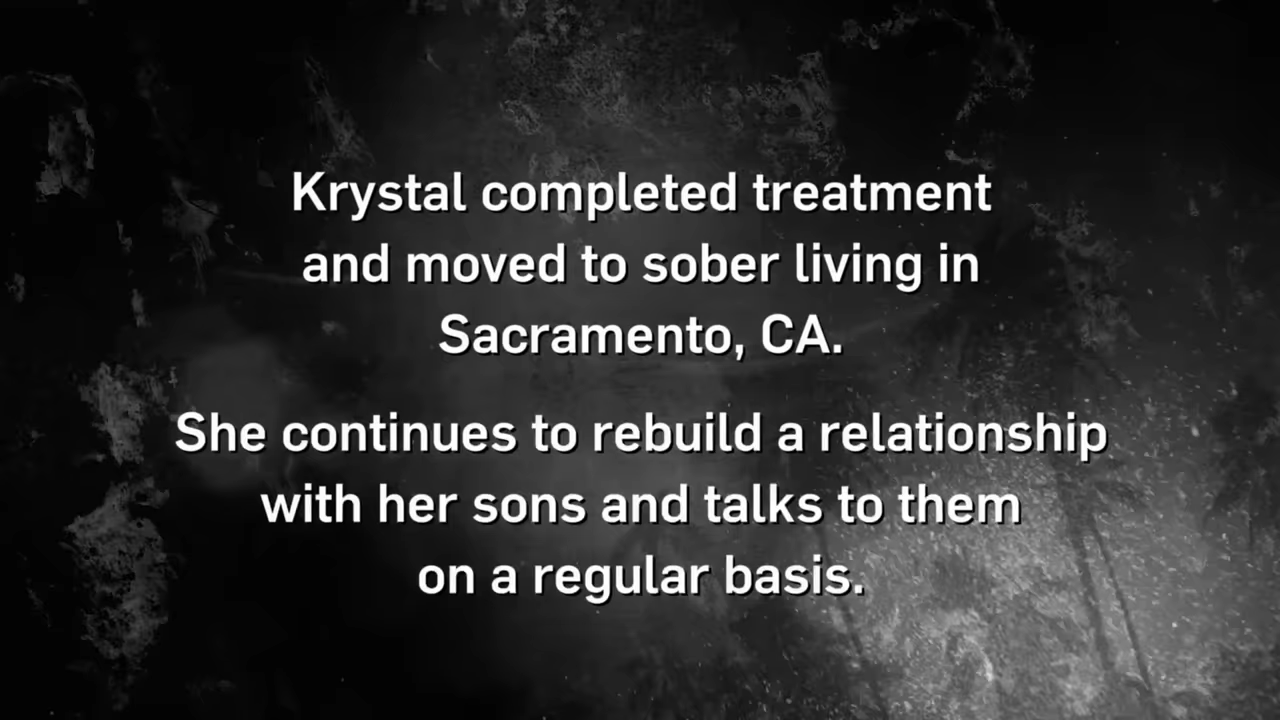 Krystal completed treatment
and moved to sober living in
Sacramento, CA.
She continues to rebuild a relationship
with her sons and talks to them
on a regular basis.